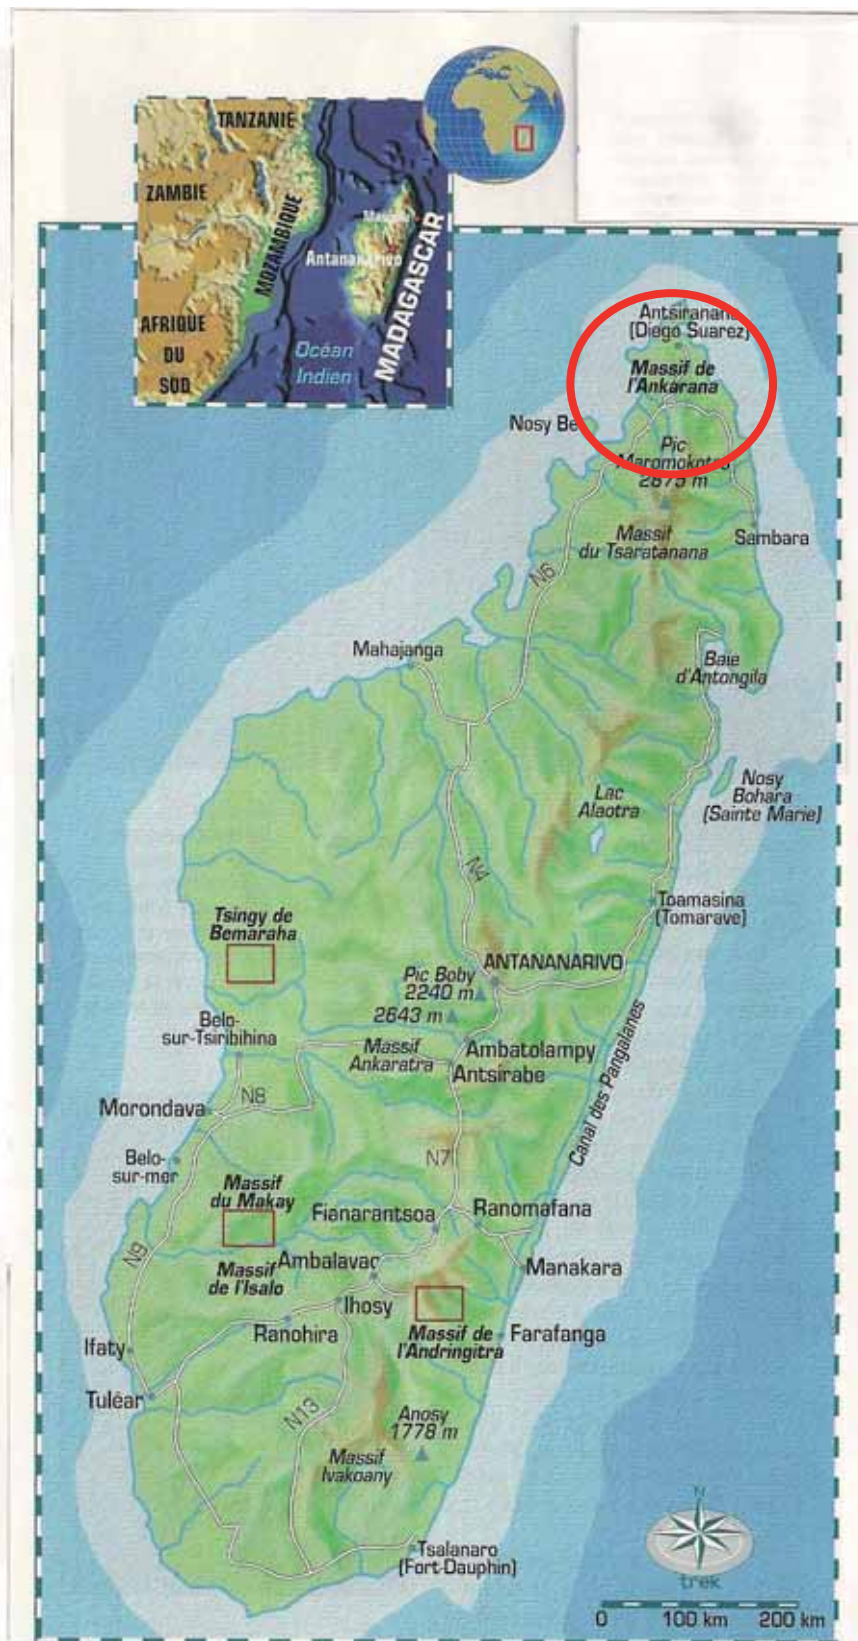 TANZANIE
ZAMBIE
MOZAMBIQUE
Antananarivo
MADAGASCAR
AFRIQUE
DU
SUD
Océan
Indien
Antsiranana
(Diego Suarez)
Massif de
l'Ankarana
Nosy Be
Pic
Maromokotro
2875 m
Massif
du Tsaratanana
Sambara
N6
Mahajanga
Baie
d'Antongila
Nosy
Bohara
(Sainte Marie)
Lac
Alaotra
N4
Toamasina
(Tomarave)
Tsingy de
Bemaraha
ANTANANARIVO
Pic Boby
2240 m
2643 m
Belo-
sur-Tsiribihina
Massif
Ankaratra
Ambatolampy
Antsirabe
Canal des Pangalanes
N8
Morondava
Belo-
sur-mer
N7
Massif
du Makay
Fianarantsoa
Ranomafana
N9
Ambalavao
Manakara
Massif
de l'Isalo
Ihosy
Ranohira
Massif de
l'Andringitra
Farafanga
Ifaty
Tuléar
N13
Anosy
1778 m
Massif
Ivakoany
Tsalanaro
(Fort-Dauphin)
N
trek
0 100 km 200 km